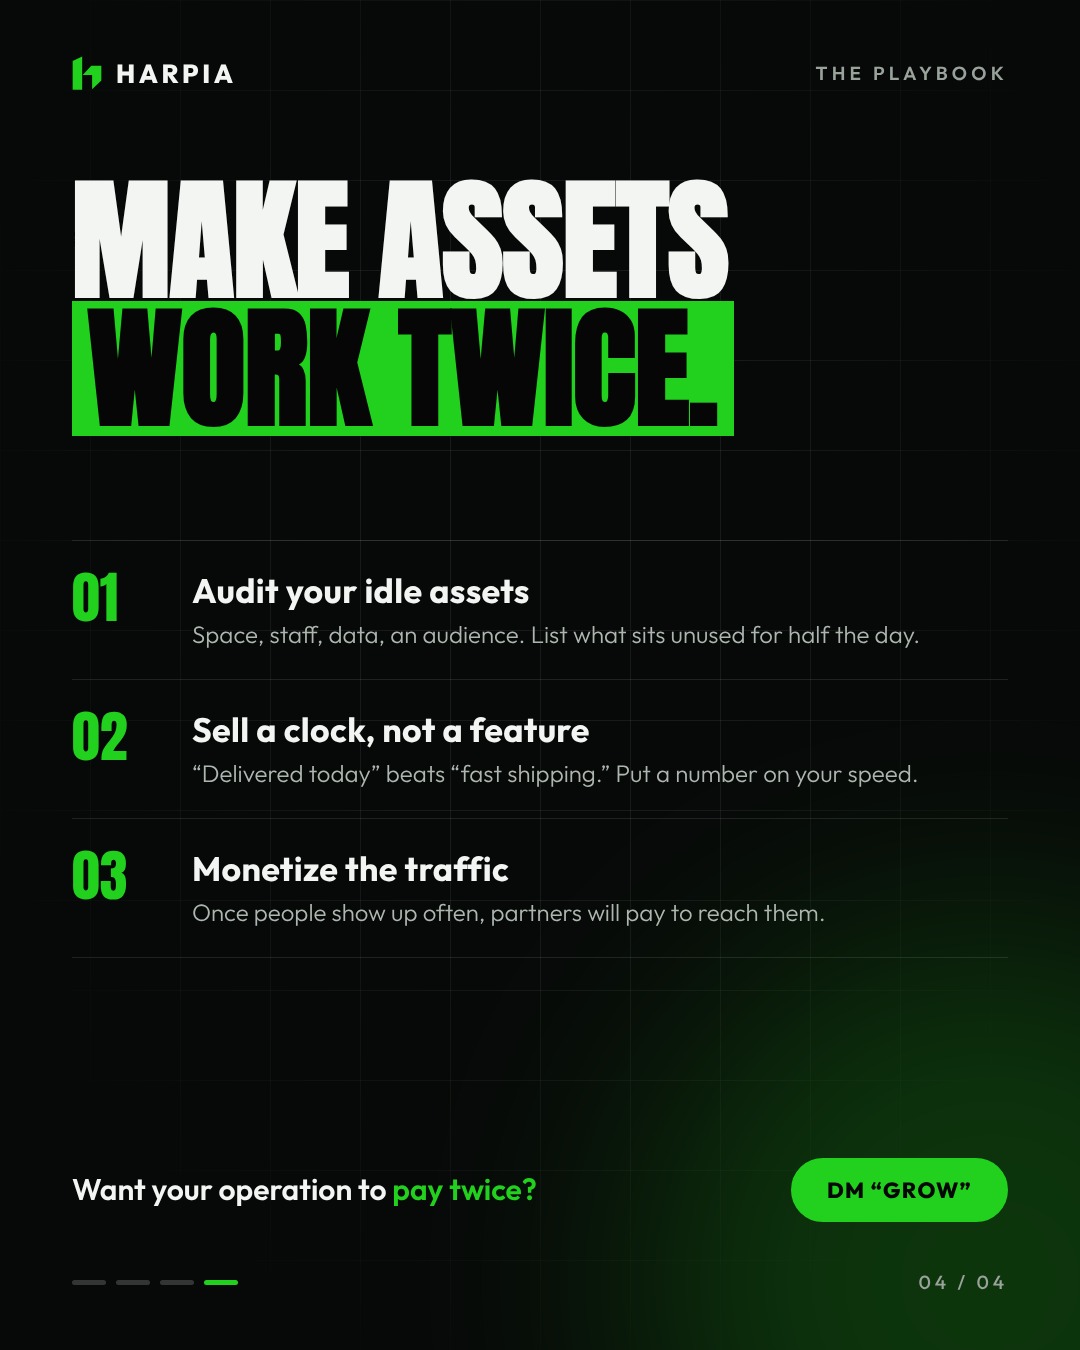 HARPIA
THE PLAYBOOK
MAKE ASSETS
WORK TWICE.
01
Audit your idle assets
Space, staff, data, an audience. List what sits unused for half the day.
02
Sell a clock, not a feature
“Delivered today” beats “fast shipping.” Put a number on your speed.
03
Monetize the traffic
Once people show up often, partners will pay to reach them.
Want your operation to pay twice?
DM “GROW”
04 / 04